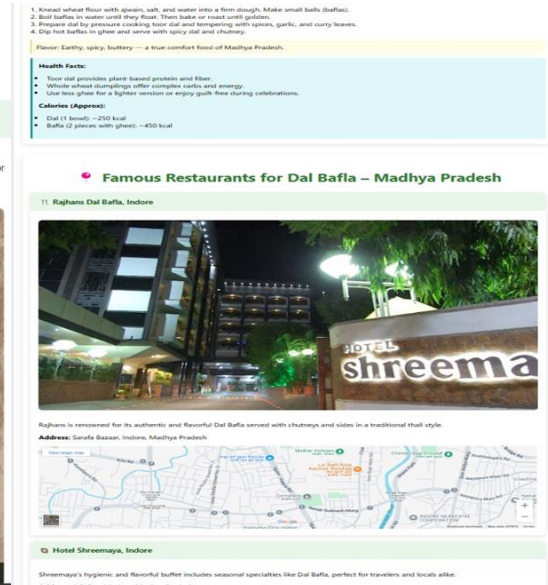 1. Knead wheat flour with ajwain, salt, and water into a firm dough. Make small balls (baflas).
2. Boil baflas in water until they float. Then bake or roast until golden.
3. Prepare dal by pressure cooking toor dal and tempering with spices, garlic, and curry leaves.
4. Dip hot baflas in ghee and serve with spicy dal and chutney.
Flavor: Earthy, spicy, buttery — a true comfort food of Madhya Pradesh.
Health Facts:
Toor dal provides plant-based protein and fiber.
Whole wheat dumplings offer complex carbs and energy.
Use less ghee for a lighter version or enjoy guilt-free during celebrations.
Calories (Approx):
Dal (1 bowl): ~250 kcal
Bafla (2 pieces with ghee): ~450 kcal
or
Famous Restaurants for Dal Bafla – Madhya Pradesh
Rajhans Dal Bafla, Indore
HOTEL
shreema
Rajhans is renowned for its authentic and flavorful Dal Bafla served with chutneys and sides in a traditional thali style.
Address: Sarafa Bazaar, Indore, Madhya Pradesh
View larger map
Google
Hotel Shreemaya, Indore
Shreemaya's hygienic and flavorful buffet includes seasonal specialties like Dal Bafla, perfect for travelers and locals alike.